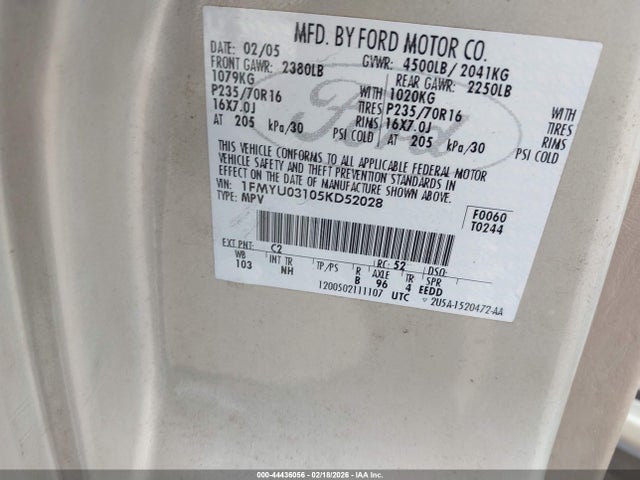 MFD. BY FORD MOTOR CO.
DATE: 02/05 GVWR: 4500LB/ 2041KG
FRONT GAWR: 2380LB REAR GAWR: 2250LB
1079KG WITH 1020KG WITH
P235/70R16 TIRES P235/70R16 TIRES
16X7.0J RIMS 16X7.0J RIMS
AT 205 kPa/30 PSI COLD AT 205 kPa/30 PSI COLD
THIS VEHICLE CONFORMS TO ALL APPLICABLE FEDERAL MOTOR
VEHICLE SAFETY AND THEFT PREVENTION STANDARDS IN
EFFECT ON THE DATE OF MANUFACTURE SHOWN ABOVE.
VIN: 1FMYU03105KD52028
TYPE: MPV
F0060
T0244
EXT PNT: C2 RC: 52 DSO:
WB INT TR TP/PS R AXLE TR SPR
103 NH B 96 4 EEDD
1200502111107 UTC 2U5A-1520472-AA
Ford
000-44436056 - 02/18/2026 - IAA Inc.